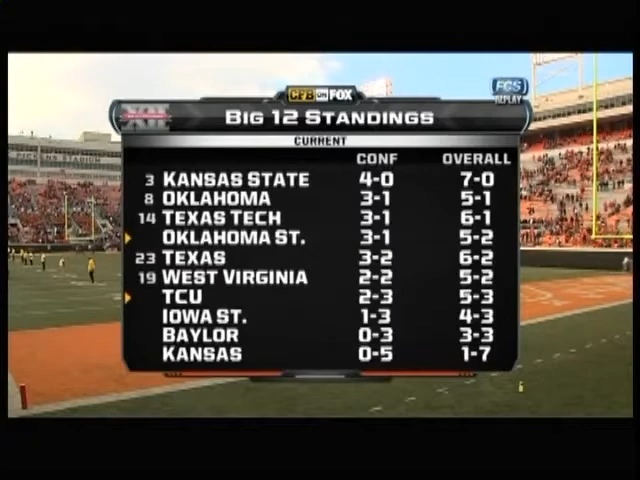 CFB ON FOX
FCS
REPLAY
XII
BIG 12 STANDINGS
CURRENT
PICKENS STADIUM
CONF OVERALL
3 KANSAS STATE 4-0 7-0
8 OKLAHOMA 3-1 5-1
14 TEXAS TECH 3-1 6-1
OKLAHOMA ST. 3-1 5-2
23 TEXAS 3-2 6-2
19 WEST VIRGINIA 2-2 5-2
TCU 2-3 5-3
IOWA ST. 1-3 4-3
BAYLOR 0-3 3-3
KANSAS 0-5 1-7